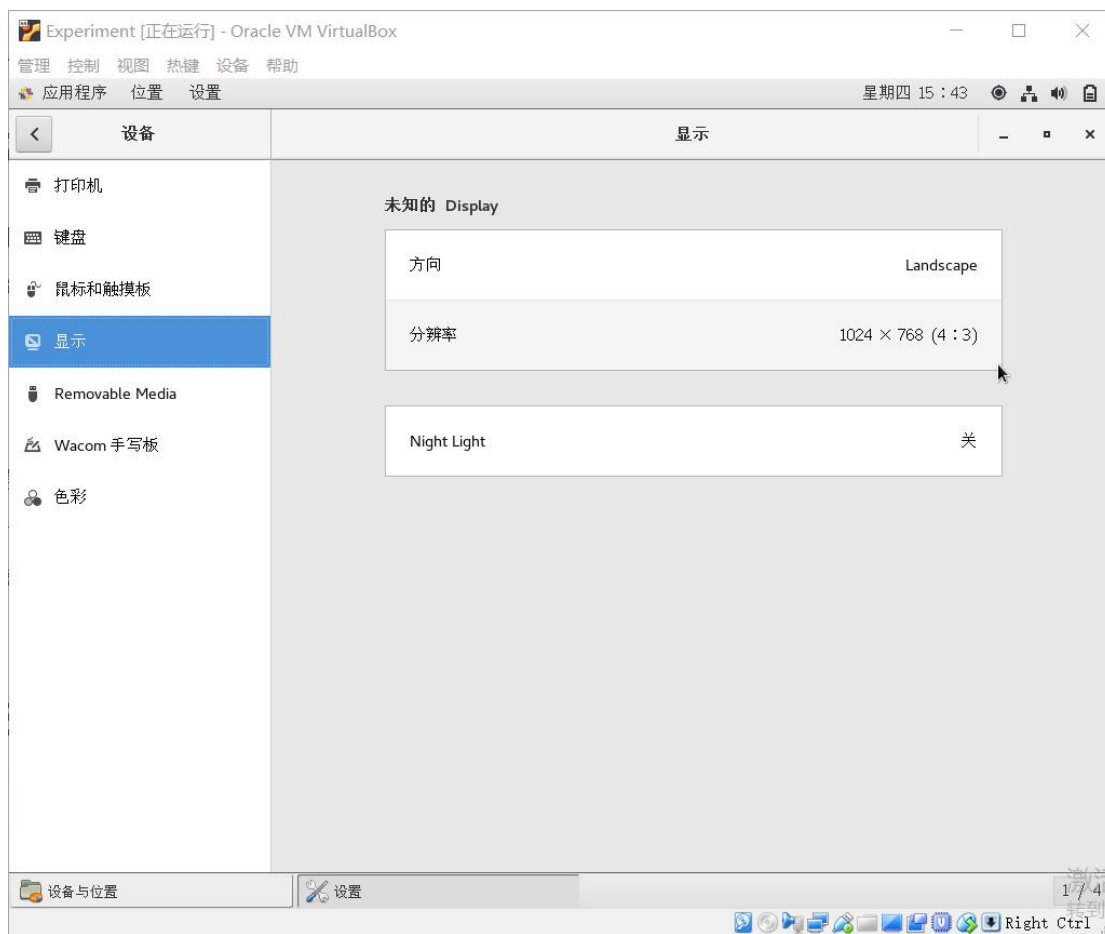 Experiment [正在运行] - Oracle VM VirtualBox
管理 控制 视图 热键 设备 帮助
应用程序 位置 设置 星期四 15：43
设备 显示
打印机
键盘
鼠标和触摸板
显示
Removable Media
Wacom 手写板
色彩
未知的 Display
方向 Landscape
分辨率 1024 × 768 (4：3)
Night Light 关
设备与位置 设置 1 / 4
Right Ctrl